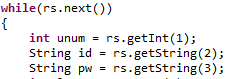 while(rs.next())
{
int unum = rs.getInt(1);
String id = rs.getString(2);
String pw = rs.getString(3);